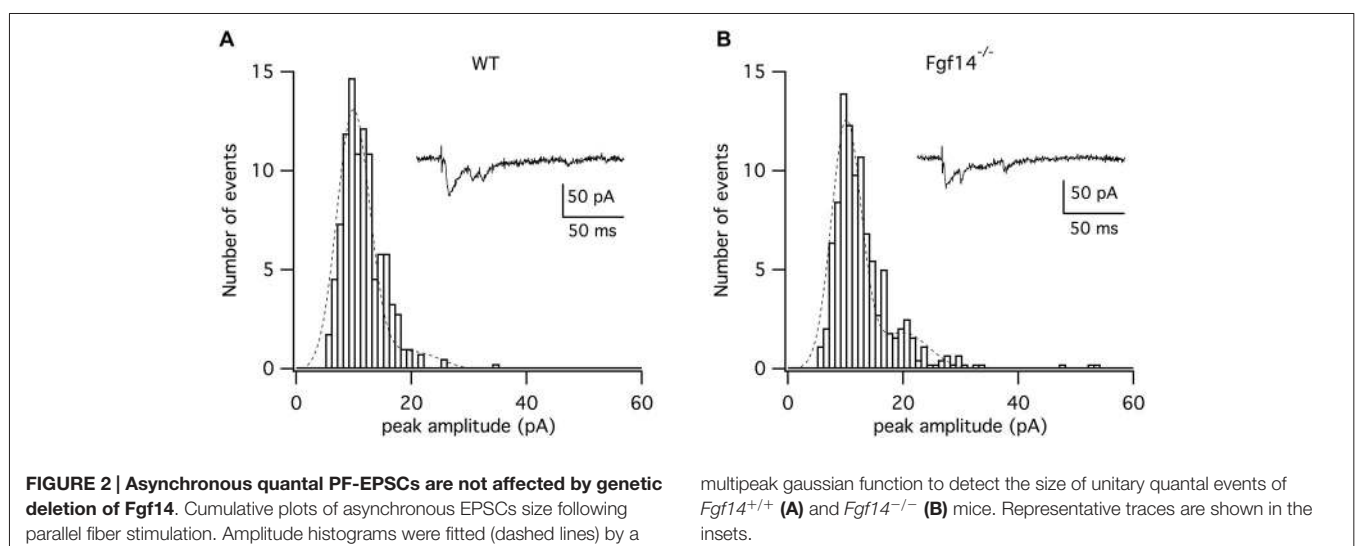 A
WT
15
10
5
0
Number of events
50 pA
50 ms
0 20 40 60
peak amplitude (pA)
B
Fgf14-/-
15
10
5
0
Number of events
50 pA
50 ms
0 20 40 60
peak amplitude (pA)
FIGURE 2 | Asynchronous quantal PF-EPSCs are not affected by genetic
deletion of Fgf14. Cumulative plots of asynchronous EPSCs size following
parallel fiber stimulation. Amplitude histograms were fitted (dashed lines) by a
multipeak gaussian function to detect the size of unitary quantal events of
Fgf14+/+ (A) and Fgf14−/− (B) mice. Representative traces are shown in the
insets.